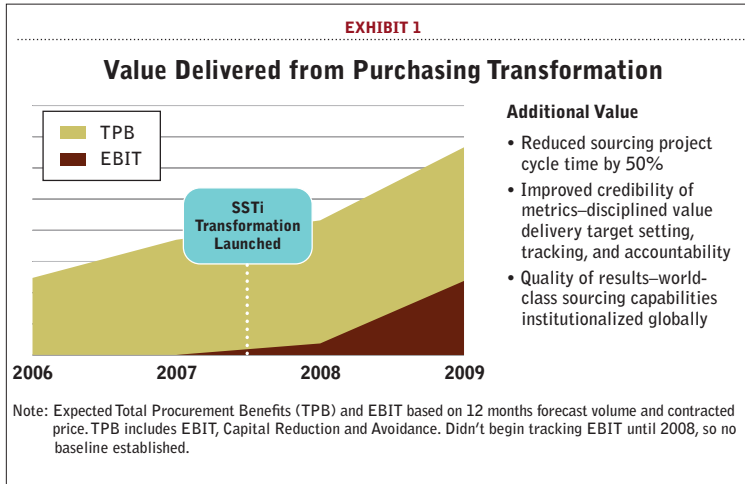 EXHIBIT 1
Value Delivered from Purchasing Transformation
TPB
EBIT
SSTi
Transformation
Launched
2006
2007
2008
2009
Additional Value
• Reduced sourcing project
cycle time by 50%
• Improved credibility of
metrics–disciplined value
delivery target setting,
tracking, and accountability
• Quality of results–world-
class sourcing capabilities
institutionalized globally
Note: Expected Total Procurement Benefits (TPB) and EBIT based on 12 months forecast volume and contracted
price. TPB includes EBIT, Capital Reduction and Avoidance. Didn't begin tracking EBIT until 2008, so no
baseline established.